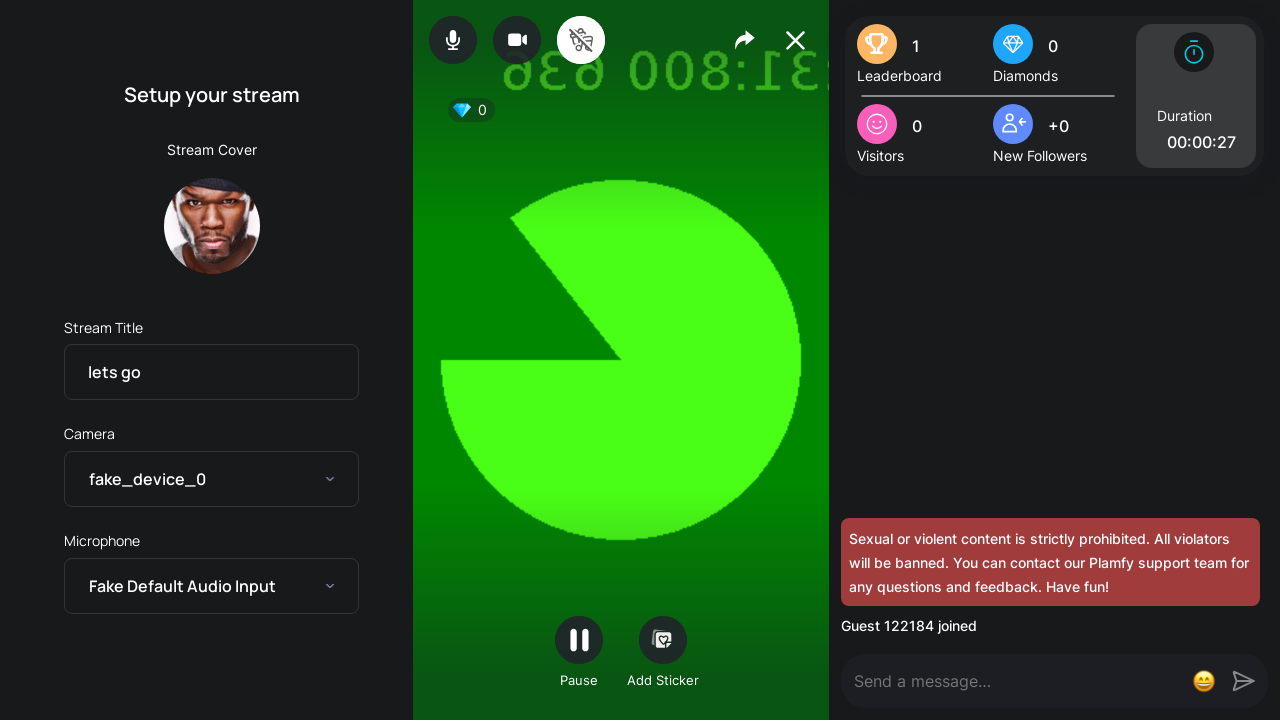 Setup your stream
Stream Cover
Stream Title
lets go
Camera
fake_device_0
Microphone
Fake Default Audio Input
31:800 636
0
Pause
Add Sticker
1
Leaderboard
0
Diamonds
0
Visitors
+0
New Followers
Duration
00:00:27
Sexual or violent content is strictly prohibited. All violators
will be banned. You can contact our Plamfy support team for
any questions and feedback. Have fun!
Guest 122184 joined
Send a message...